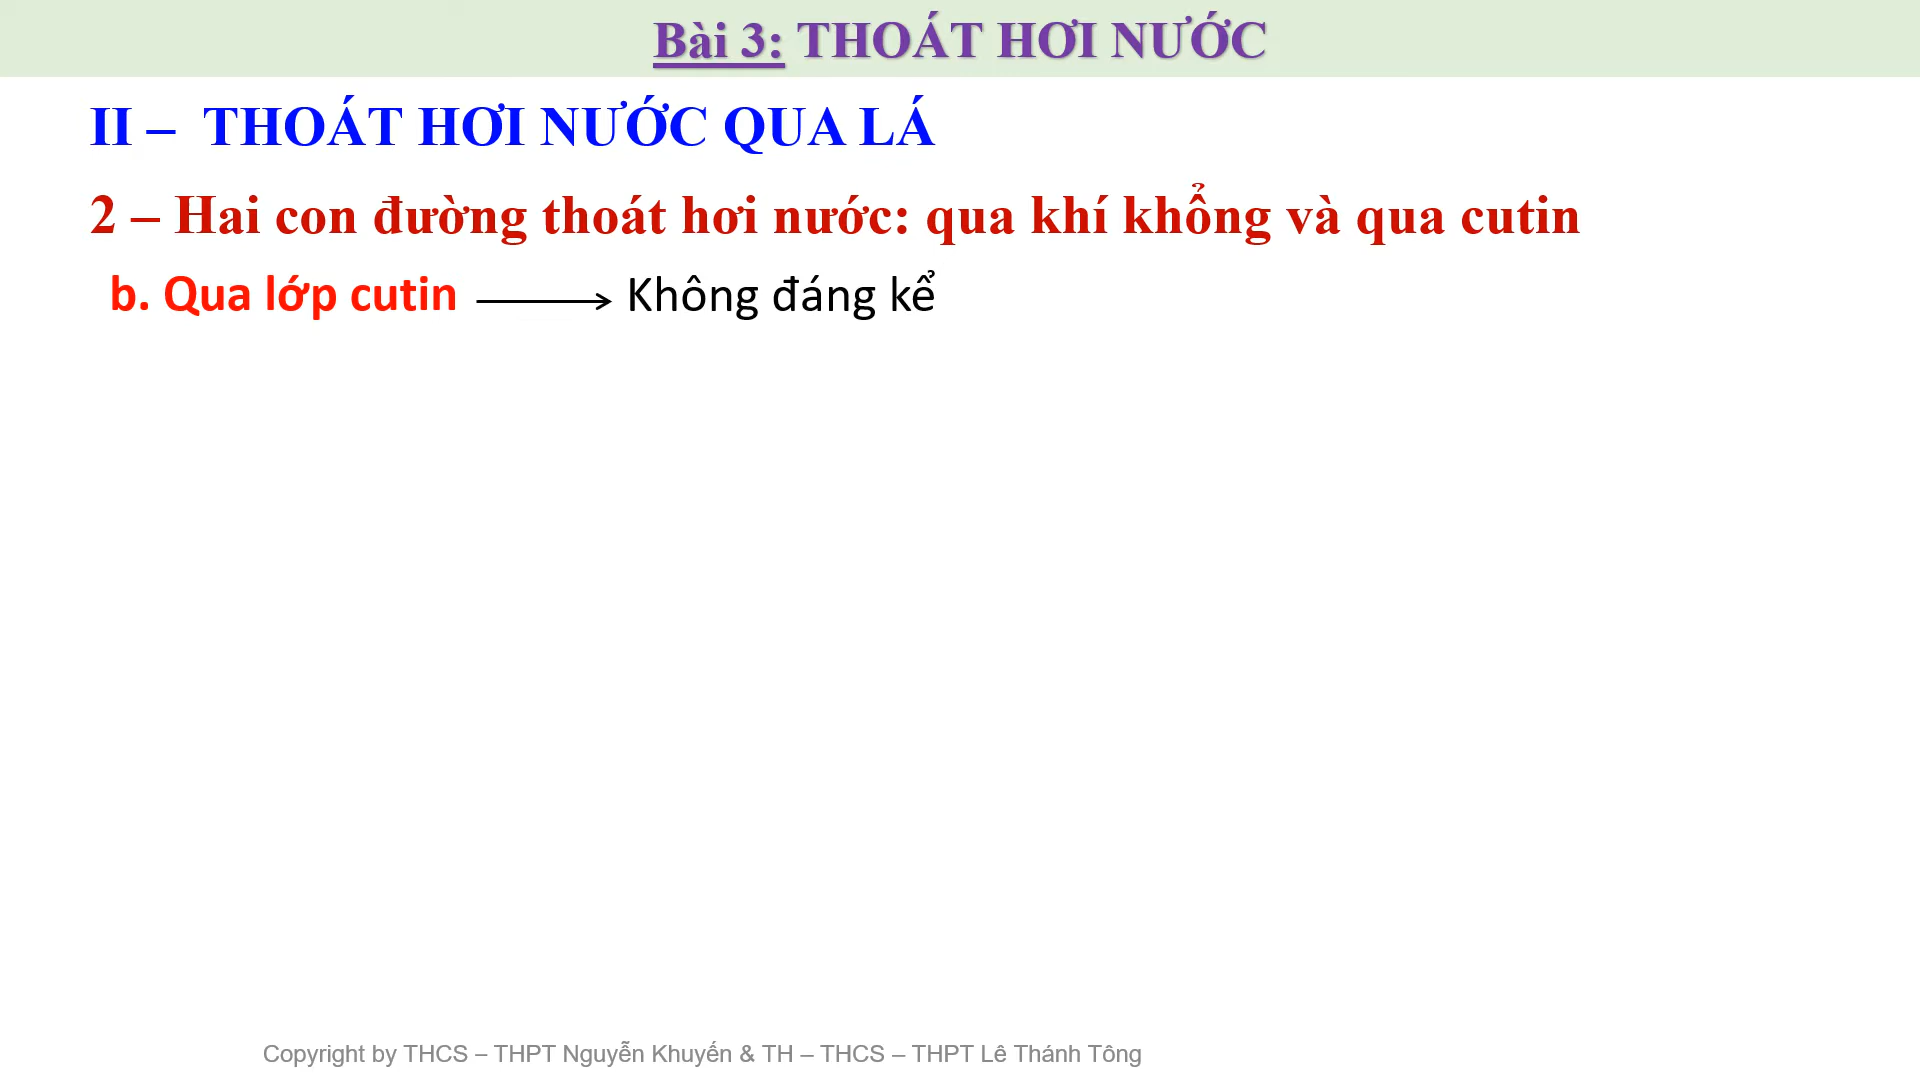 Bài 3: THOÁT HƠI NƯỚC
II – THOÁT HƠI NƯỚC QUA LÁ
2 – Hai con đường thoát hơi nước: qua khí khổng và qua cutin
b. Qua lớp cutin → Không đáng kể
Copyright by THCS – THPT Nguyễn Khuyến & TH – THCS – THPT Lê Thánh Tông